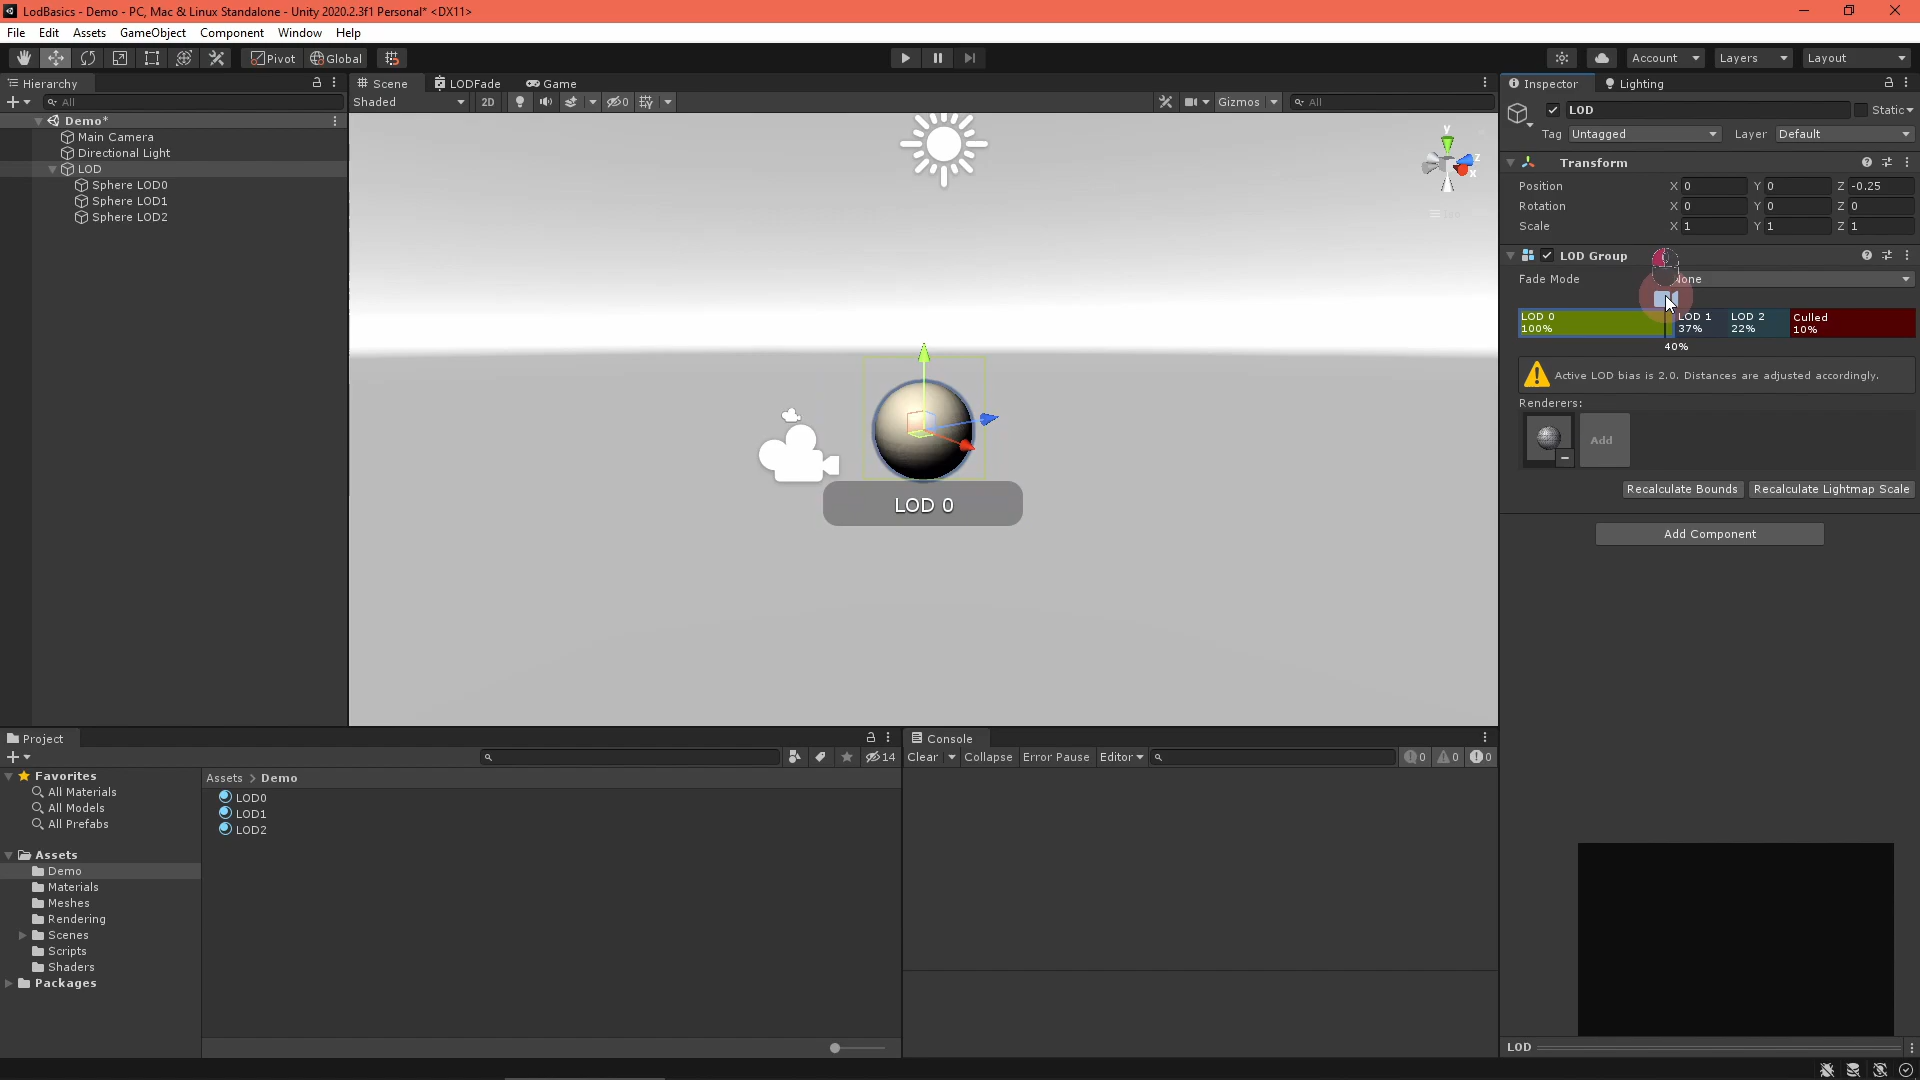 LodBasics - Demo - PC, Mac & Linux Standalone - Unity 2020.2.3f1 Personal* <DX11>
File Edit Assets GameObject Component Window Help
Pivot Global Account Layers Layout
Hierarchy
All
Demo*
Main Camera
Directional Light
LOD
Sphere LOD0
Sphere LOD1
Sphere LOD2
Scene LODFade Game
Shaded 2D 0 Gizmos All
y
z
x
LOD 0
Inspector Lighting
LOD Static
Tag Untagged Layer Default
Transform
Position X 0 Y 0 Z -0.25
Rotation X 0 Y 0 Z 0
Scale X 1 Y 1 Z 1
LOD Group
Fade Mode None
LOD 0 LOD 1 LOD 2 Culled
100% 37% 22% 10%
40%
Active LOD bias is 2.0. Distances are adjusted accordingly.
Renderers:
Add
Recalculate Bounds Recalculate Lightmap Scale
Add Component
LOD
Project
14
Favorites
All Materials
All Models
All Prefabs
Assets
Demo
Materials
Meshes
Rendering
Scenes
Scripts
Shaders
Packages
Assets > Demo
LOD0
LOD1
LOD2
Console
Clear Collapse Error Pause Editor 0 0 0